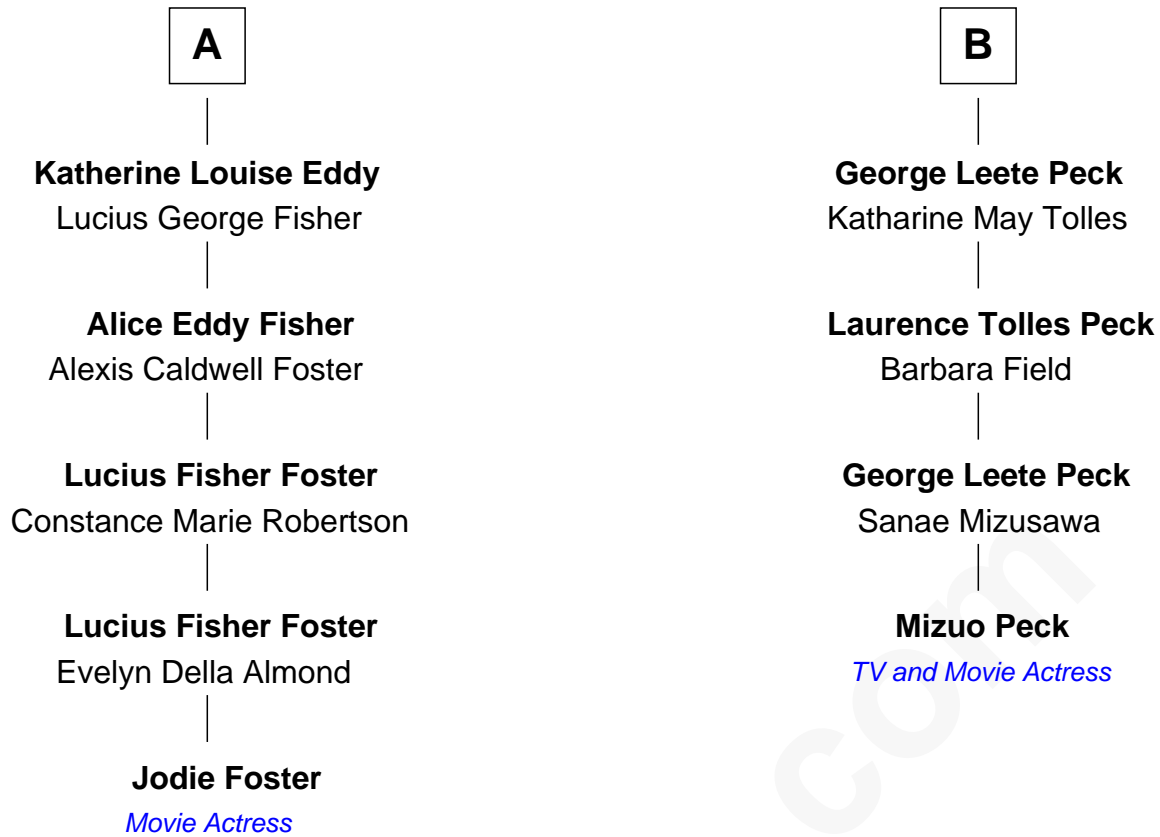 A
Katherine Louise Eddy
Lucius George Fisher
Alice Eddy Fisher
Alexis Caldwell Foster
Lucius Fisher Foster
Constance Marie Robertson
Lucius Fisher Foster
Evelyn Della Almond
Jodie Foster
Movie Actress
B
George Leete Peck
Katharine May Tolles
Laurence Tolles Peck
Barbara Field
George Leete Peck
Sanae Mizusawa
Mizuo Peck
TV and Movie Actress
com